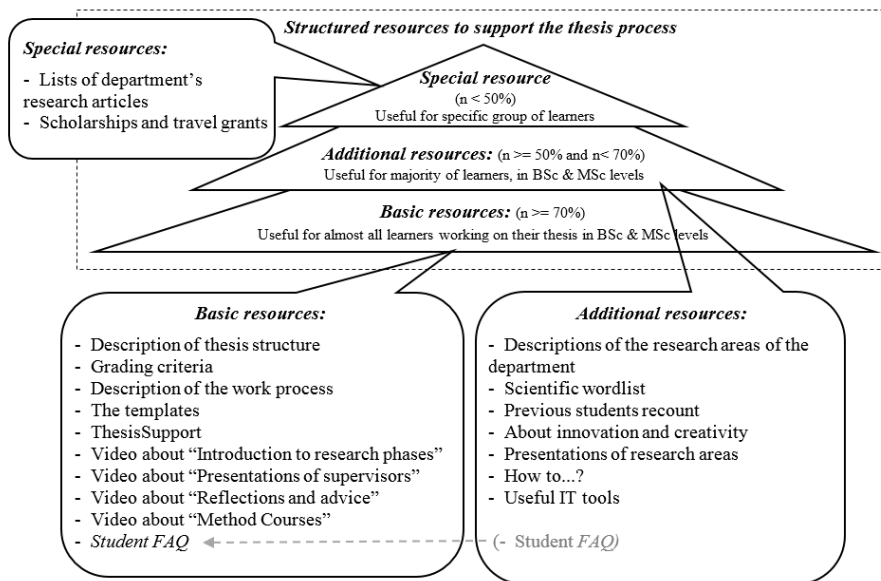 Structured resources to support the thesis process
Special resources:
- Lists of department's
research articles
- Scholarships and travel grants
Special resource
(n < 50%)
Useful for specific group of learners
Additional resources: (n >= 50% and n< 70%)
Useful for majority of learners, in BSc & MSc levels
Basic resources: (n >= 70%)
Useful for almost all learners working on their thesis in BSc & MSc levels
Basic resources:
- Description of thesis structure
- Grading criteria
- Description of the work process
- The templates
- ThesisSupport
- Video about “Introduction to research phases”
- Video about “Presentations of supervisors”
- Video about “Reflections and advice”
- Video about “Method Courses”
- Student FAQ
Additional resources:
- Descriptions of the research areas of the
department
- Scientific wordlist
- Previous students recount
- About innovation and creativity
- Presentations of research areas
- How to...?
- Useful IT tools
(- Student FAQ)